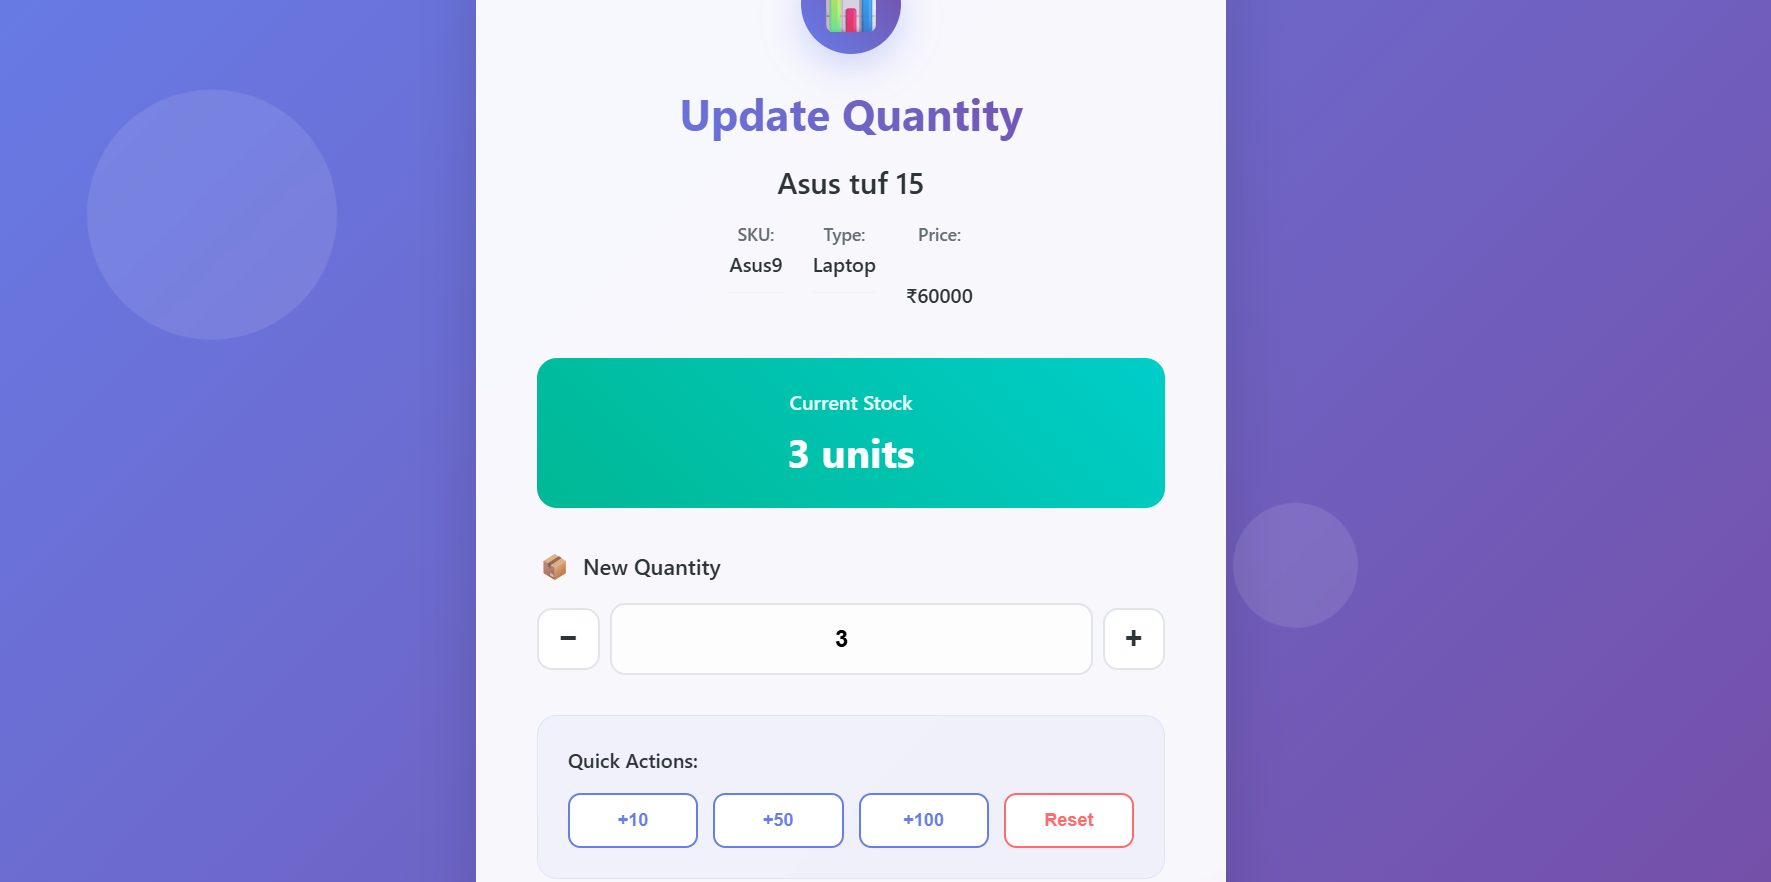 Update Quantity
Asus tuf 15
SKU: Type: Price:
Asus9 Laptop
₹60000
Current Stock
3 units
New Quantity
− 3 +
Quick Actions:
+10 +50 +100 Reset